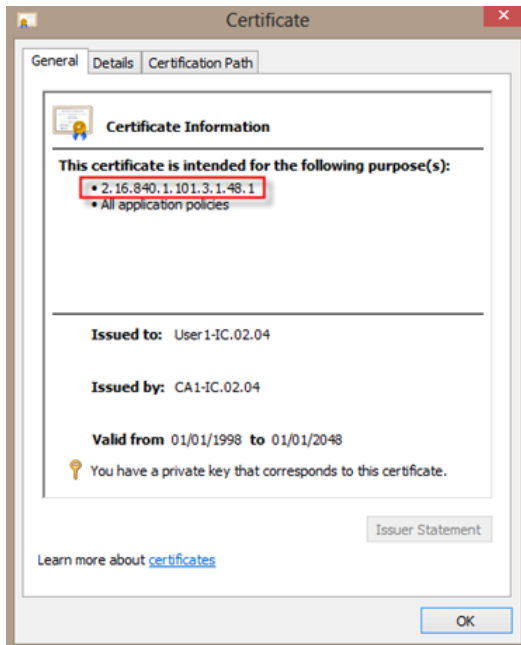 Certificate
General Details Certification Path
Certificate Information
This certificate is intended for the following purpose(s):
• 2.16.840.1.101.3.1.48.1
• All application policies
Issued to: User1-IC.02.04
Issued by: CA1-IC.02.04
Valid from 01/01/1998 to 01/01/2048
You have a private key that corresponds to this certificate.
Issuer Statement
Learn more about certificates
OK